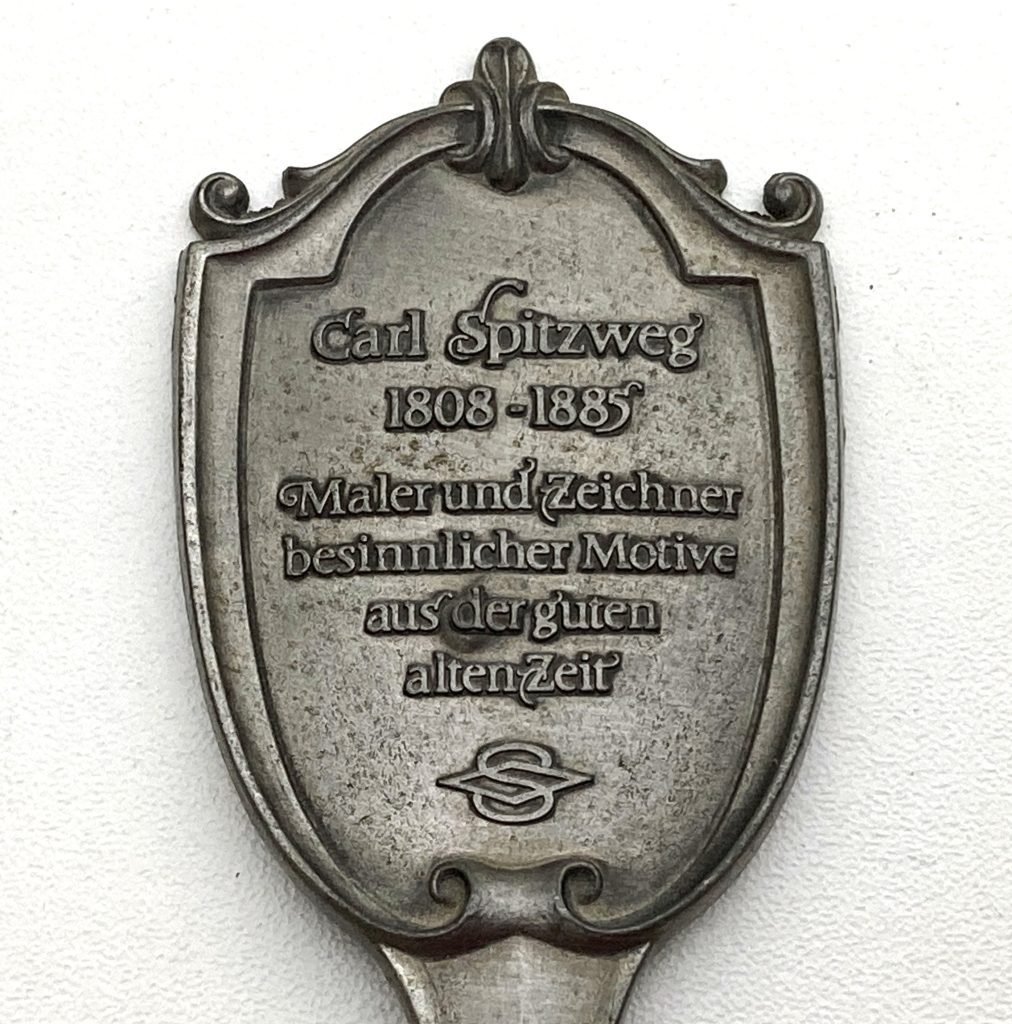 Carl Spitzweg
1808 - 1885
Maler und Zeichner
besinnlicher Motive
aus der guten
alten Zeit